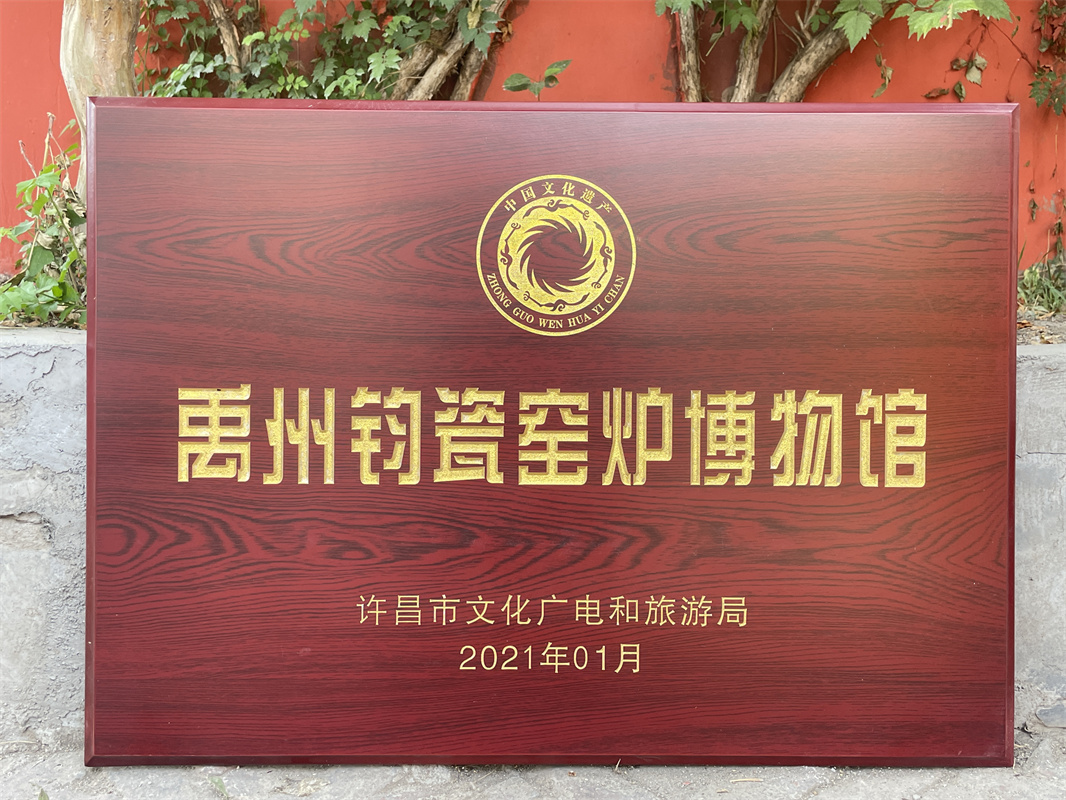 中国文化遗产
ZHONG GUO WEN HUA YI CHAN
禹州钧瓷窑炉博物馆
许昌市文化广电和旅游局
2021年01月